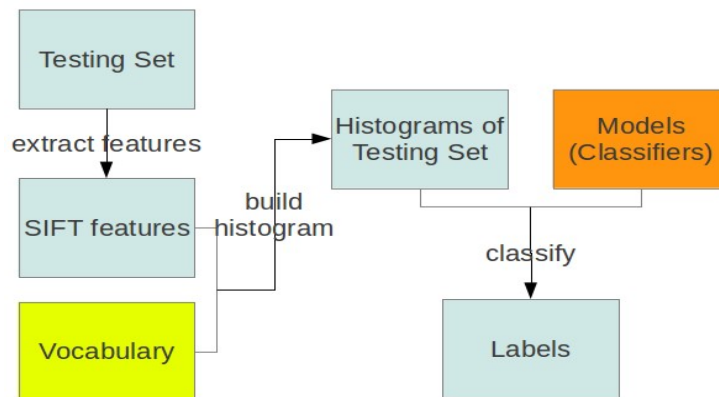 Testing Set
extract features
SIFT features
Vocabulary
build
histogram
Histograms of
Testing Set
Models
(Classifiers)
classify
Labels